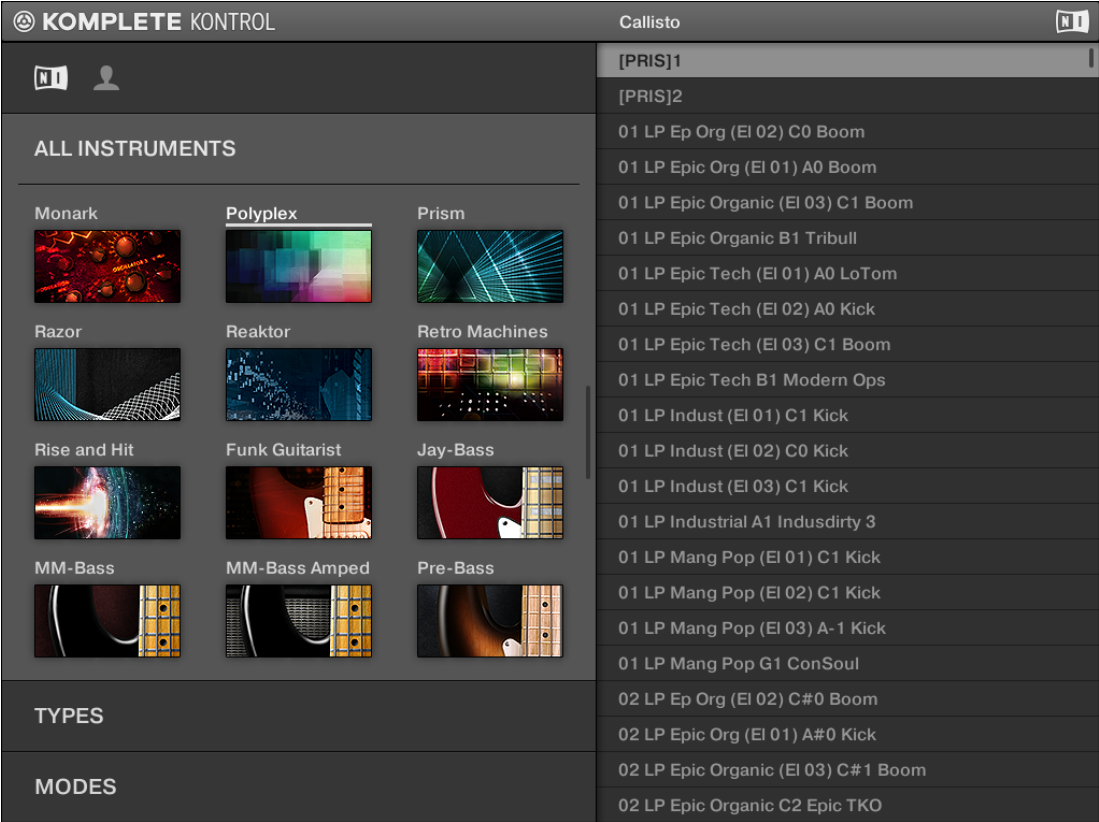 KOMPLETE KONTROL
Callisto
NI
NI
ALL INSTRUMENTS
Monark
Polyplex
Prism
OSCILLATOR 3
Razor
Reaktor
Retro Machines
Rise and Hit
Funk Guitarist
Jay-Bass
MM-Bass
MM-Bass Amped
Pre-Bass
TYPES
MODES
[PRIS]1
[PRIS]2
01 LP Ep Org (El 02) C0 Boom
01 LP Epic Org (El 01) A0 Boom
01 LP Epic Organic (El 03) C1 Boom
01 LP Epic Organic B1 Tribull
01 LP Epic Tech (El 01) A0 LoTom
01 LP Epic Tech (El 02) A0 Kick
01 LP Epic Tech (El 03) C1 Boom
01 LP Epic Tech B1 Modern Ops
01 LP Indust (El 01) C1 Kick
01 LP Indust (El 02) C0 Kick
01 LP Indust (El 03) C1 Kick
01 LP Industrial A1 Indusdirty 3
01 LP Mang Pop (El 01) C1 Kick
01 LP Mang Pop (El 02) C1 Kick
01 LP Mang Pop (El 03) A-1 Kick
01 LP Mang Pop G1 ConSoul
02 LP Ep Org (El 02) C#0 Boom
02 LP Epic Org (El 01) A#0 Kick
02 LP Epic Organic (El 03) C#1 Boom
02 LP Epic Organic C2 Epic TKO